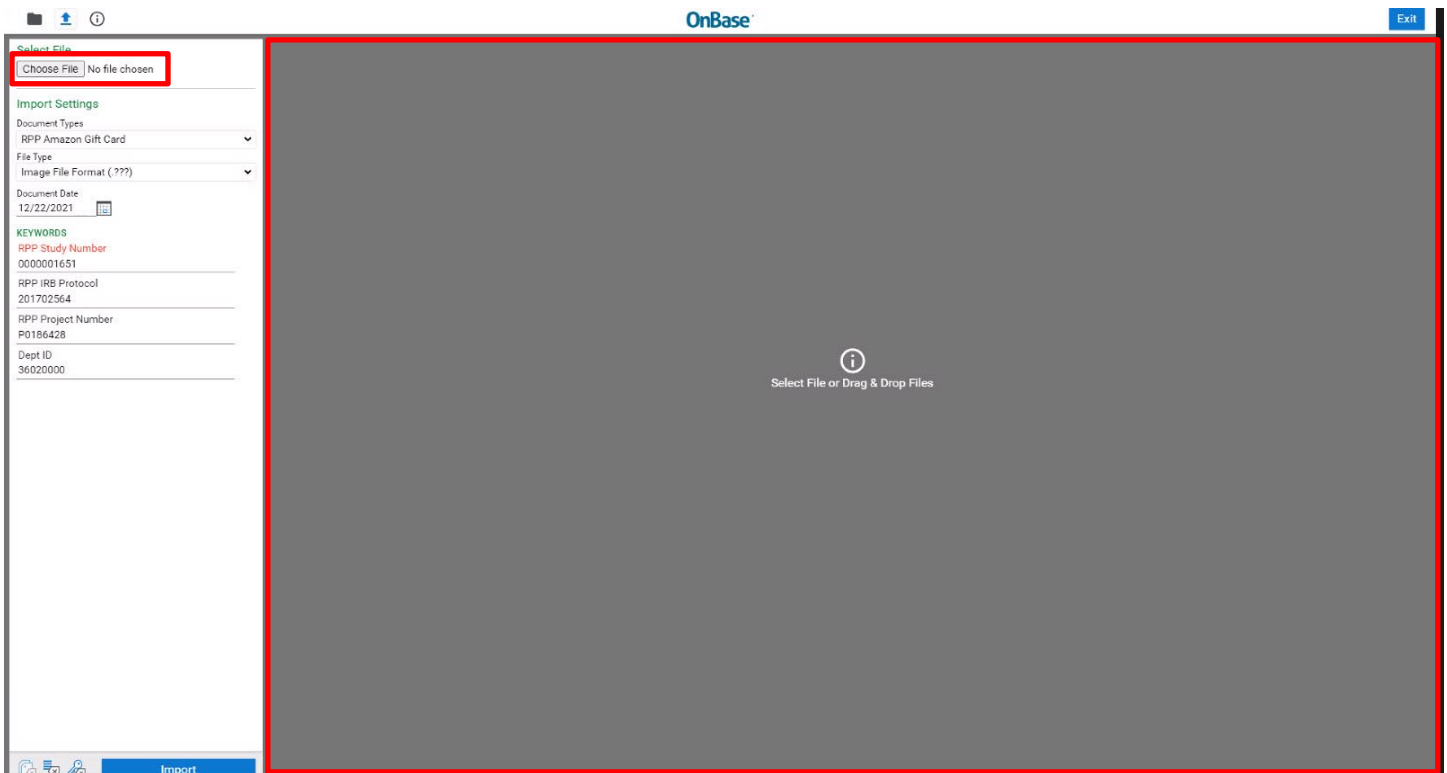 OnBase
Exit
Select File
Choose File No file chosen
Import Settings
Document Types
RPP Amazon Gift Card
File Type
Image File Format (.???)
Document Date
12/22/2021
KEYWORDS
RPP Study Number
0000001651
RPP IRB Protocol
201702564
RPP Project Number
P0186428
Dept ID
36020000
Select File or Drag & Drop Files
Import